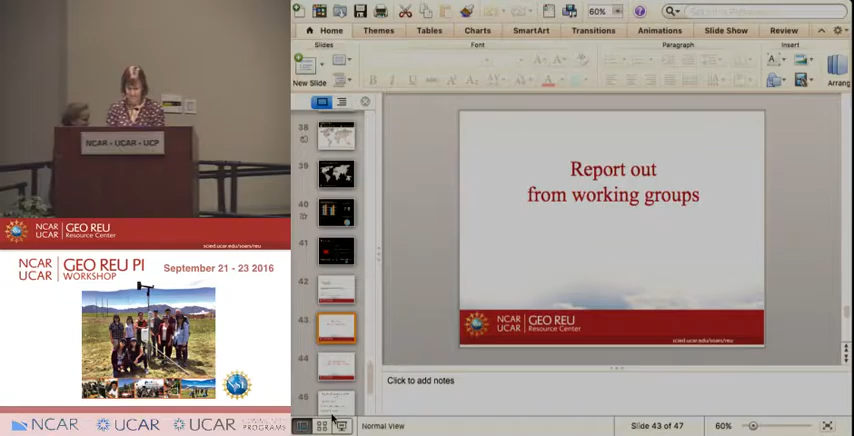 NCAR - UCAR - UCP
NCAR
UCAR
GEO REU
Resource Center
scied.ucar.edu/soars/reu
NCAR
UCAR
GEO REU PI
WORKSHOP
September 21 - 23 2016
NSF
NCAR
UCAR
UCAR
COMMUNITY
PROGRAMS
60%
Home
Themes
Tables
Charts
SmartArt
Transitions
Animations
Slide Show
Review
Slides
Font
Paragraph
Insert
New Slide
Arrang
38
39
40
41
42
43
44
45
Report out
from working groups
NCAR
UCAR
GEO REU
Resource Center
scied.ucar.edu/soars/reu
Click to add notes
Normal View
Slide 43 of 47
60%